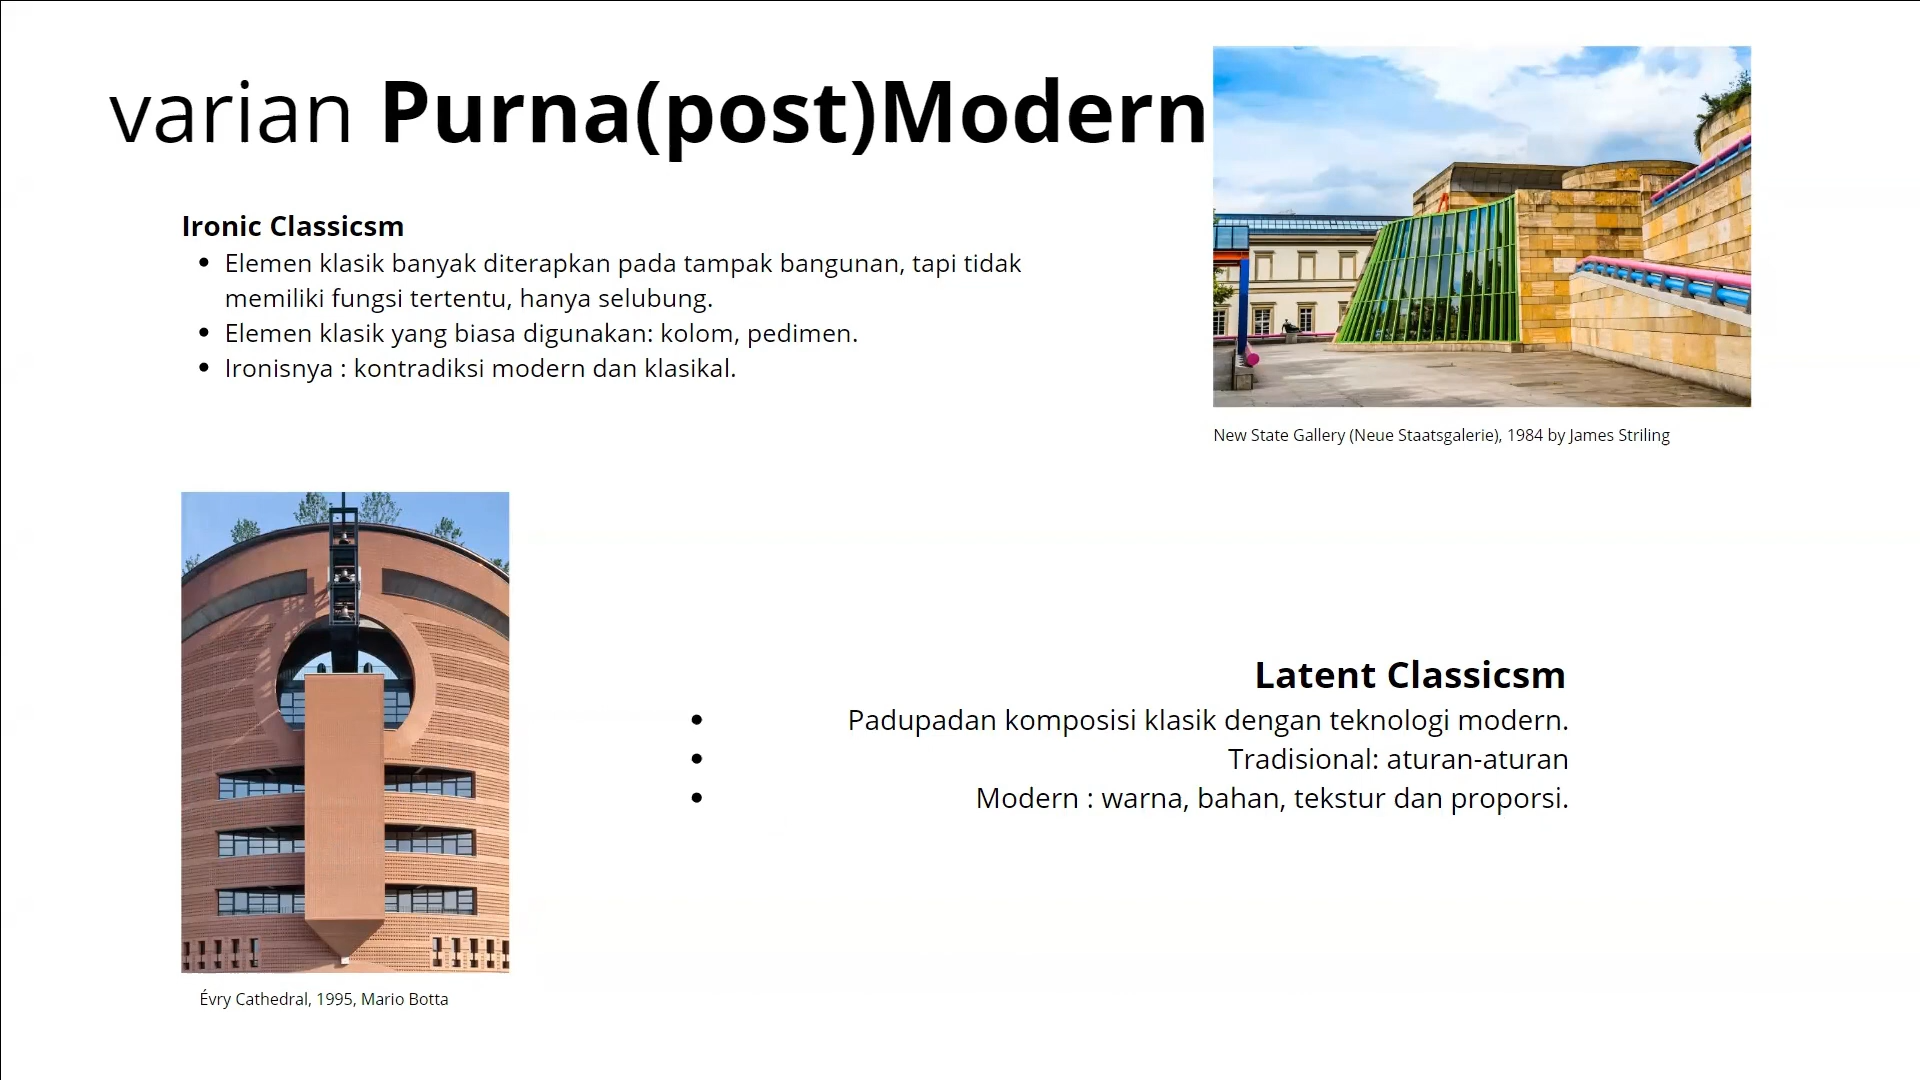 varian Purna(post)Modern
Ironic Classicsm
• Elemen klasik banyak diterapkan pada tampak bangunan, tapi tidak
memiliki fungsi tertentu, hanya selubung.
• Elemen klasik yang biasa digunakan: kolom, pedimen.
• Ironisnya : kontradiksi modern dan klasikal.
New State Gallery (Neue Staatsgalerie), 1984 by James Striling
Latent Classicsm
• Padupadan komposisi klasik dengan teknologi modern.
• Tradisional: aturan-aturan
• Modern : warna, bahan, tekstur dan proporsi.
Évry Cathedral, 1995, Mario Botta